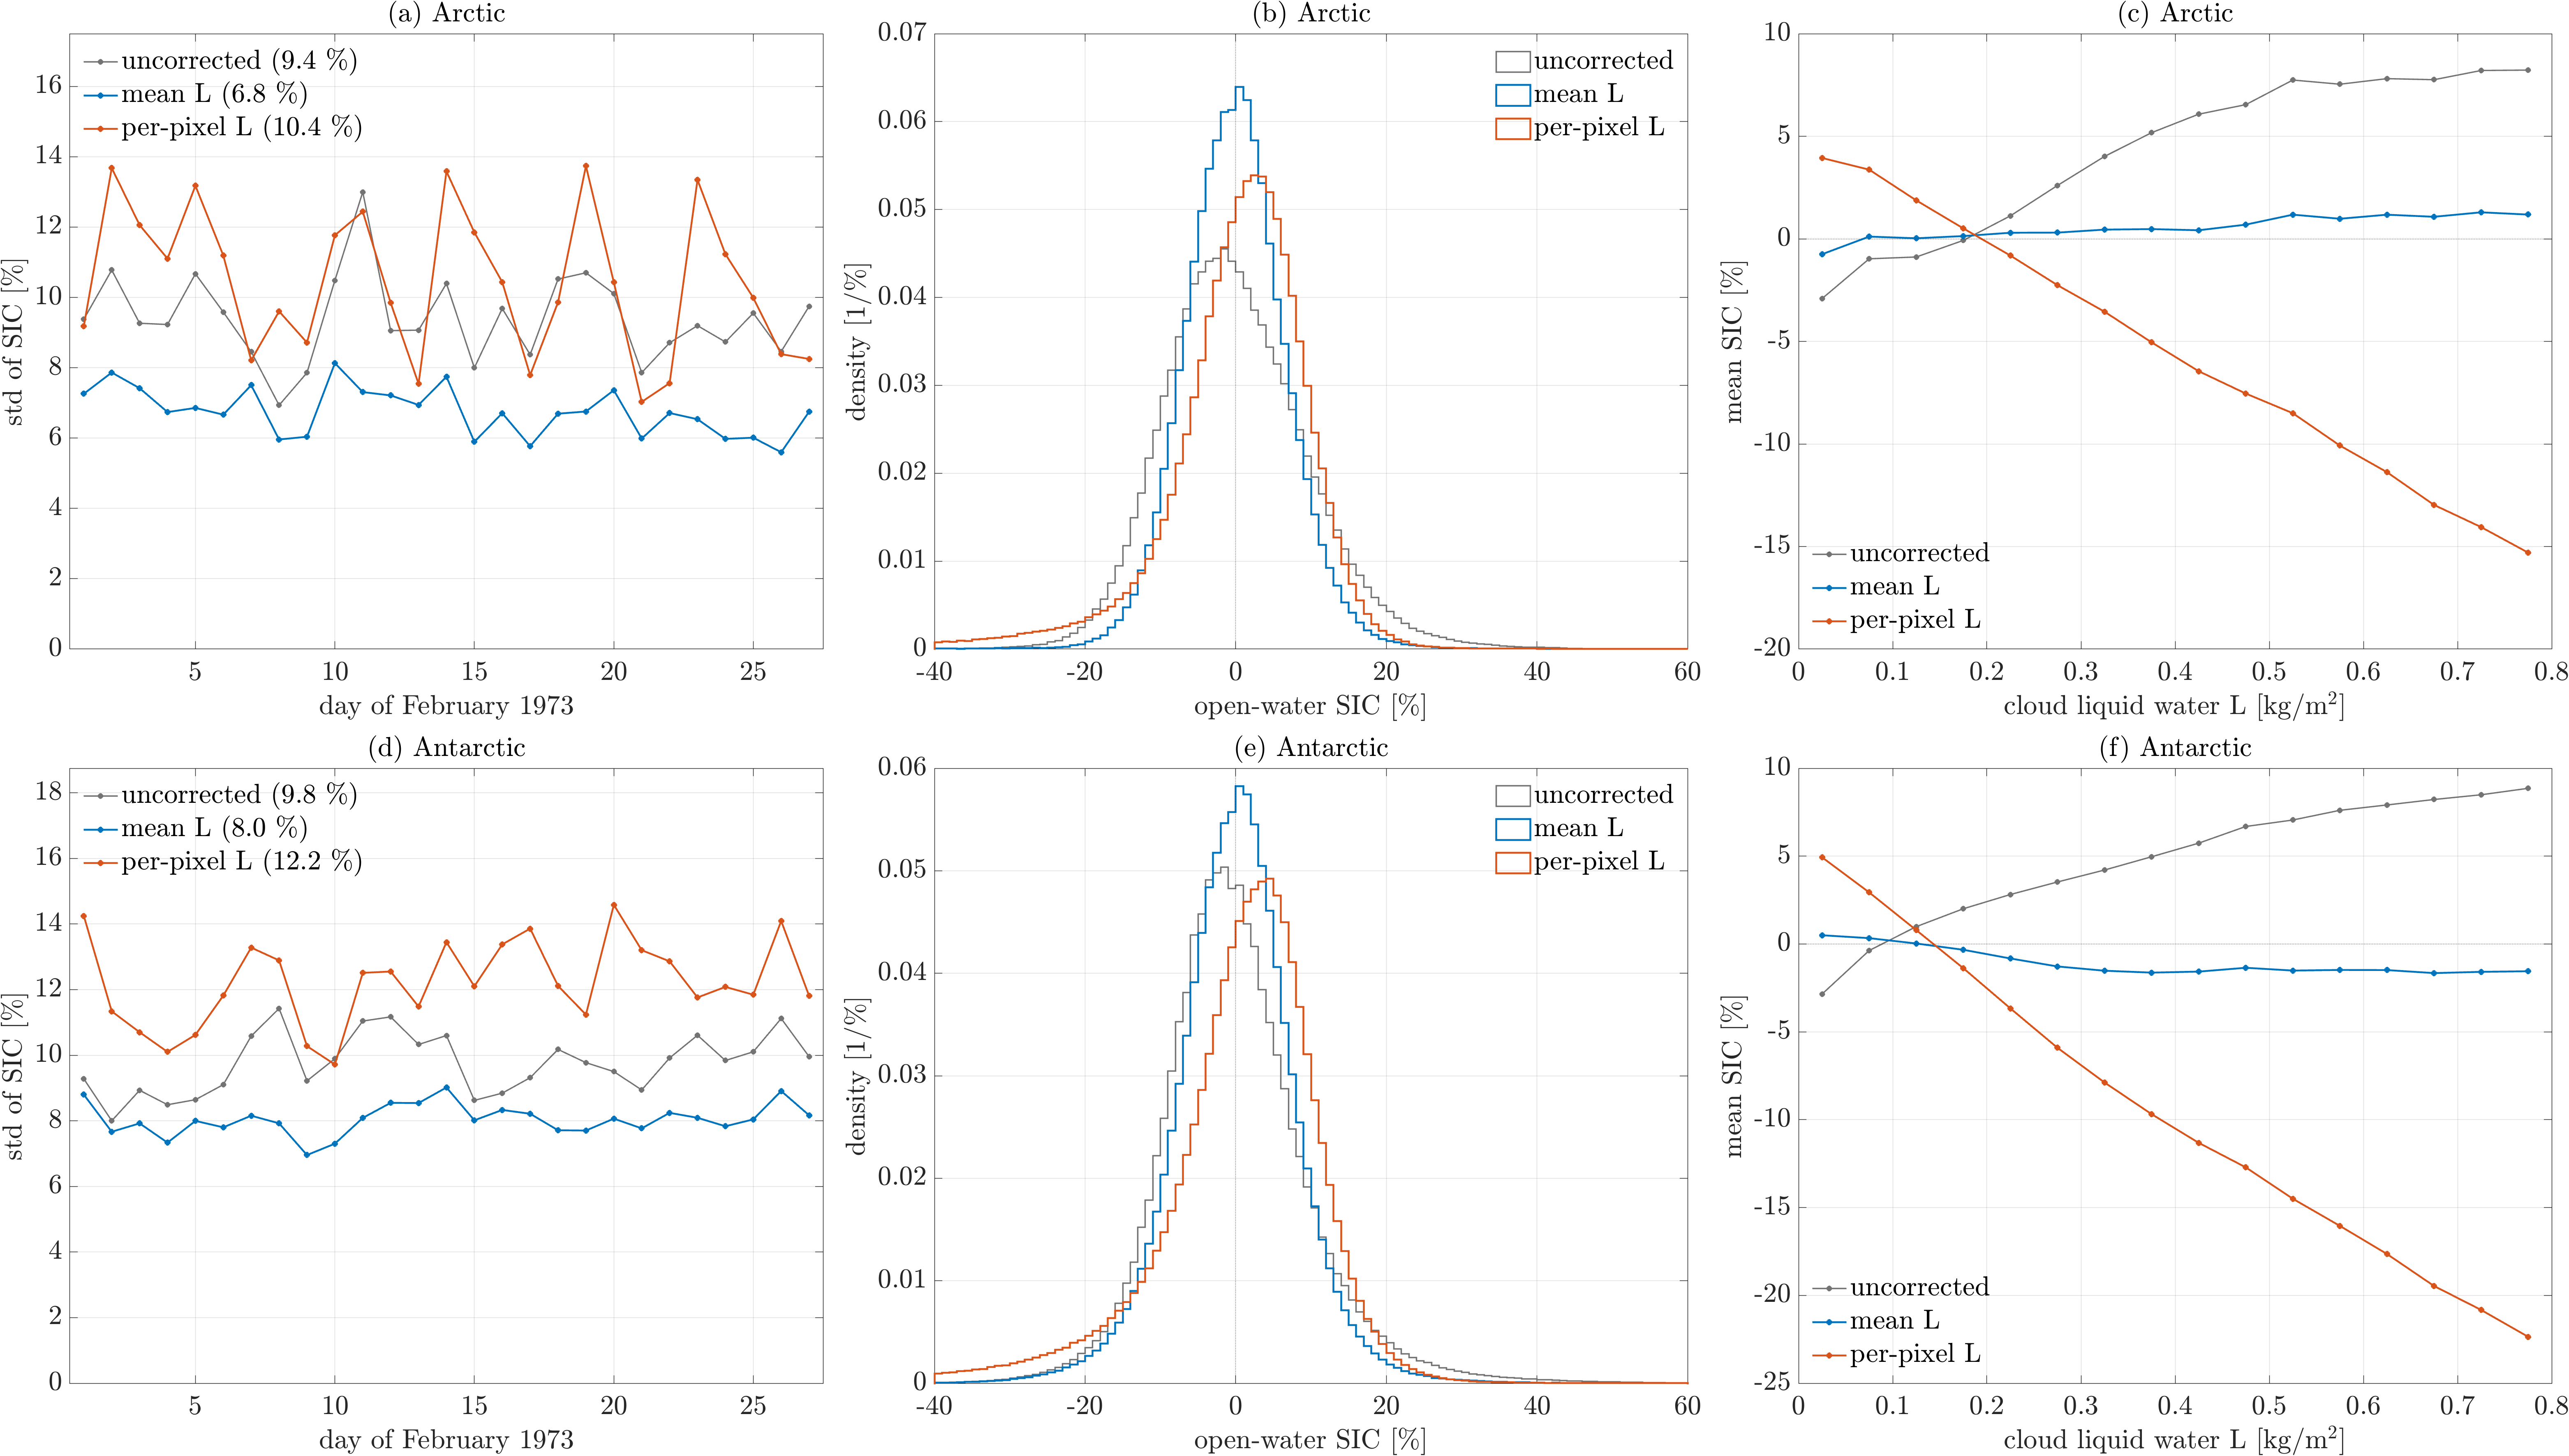 (a) Arctic
uncorrected (9.4 %)
mean L (6.8 %)
per-pixel L (10.4 %)
std of SIC [%]
16
14
12
10
8
6
4
2
0
5
10
15
20
25
day of February 1973
(b) Arctic
uncorrected
mean L
per-pixel L
density [1/%]
0.07
0.06
0.05
0.04
0.03
0.02
0.01
0
-40
-20
0
20
40
60
open-water SIC [%]
(c) Arctic
mean SIC [%]
10
5
0
-5
-10
-15
-20
uncorrected
mean L
per-pixel L
0
0.1
0.2
0.3
0.4
0.5
0.6
0.7
0.8
cloud liquid water L [kg/m²]
(d) Antarctic
uncorrected (9.8 %)
mean L (8.0 %)
per-pixel L (12.2 %)
std of SIC [%]
18
16
14
12
10
8
6
4
2
0
5
10
15
20
25
day of February 1973
(e) Antarctic
uncorrected
mean L
per-pixel L
density [1/%]
0.06
0.05
0.04
0.03
0.02
0.01
0
-40
-20
0
20
40
60
open-water SIC [%]
(f) Antarctic
mean SIC [%]
10
5
0
-5
-10
-15
-20
-25
uncorrected
mean L
per-pixel L
0
0.1
0.2
0.3
0.4
0.5
0.6
0.7
0.8
cloud liquid water L [kg/m²]